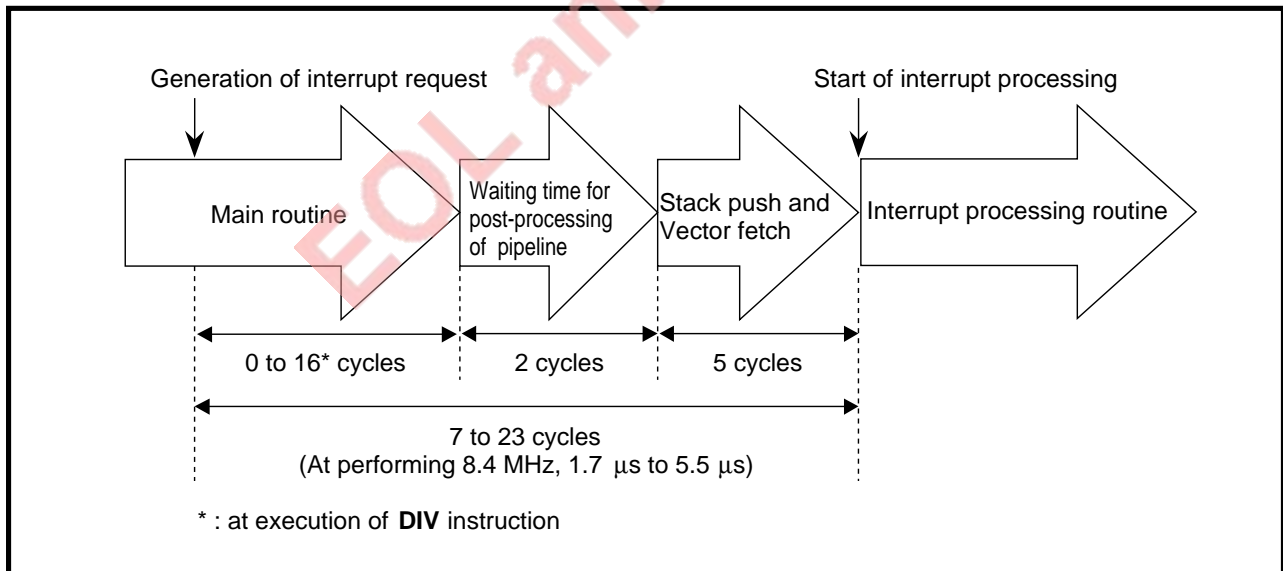 EOL an
Generation of interrupt request
Start of interrupt processing
Main routine
Waiting time for
post-processing
of pipeline
Stack push and
Vector fetch
Interrupt processing routine
0 to 16* cycles
2 cycles
5 cycles
7 to 23 cycles
(At performing 8.4 MHz, 1.7 μs to 5.5 μs)
* : at execution of DIV instruction